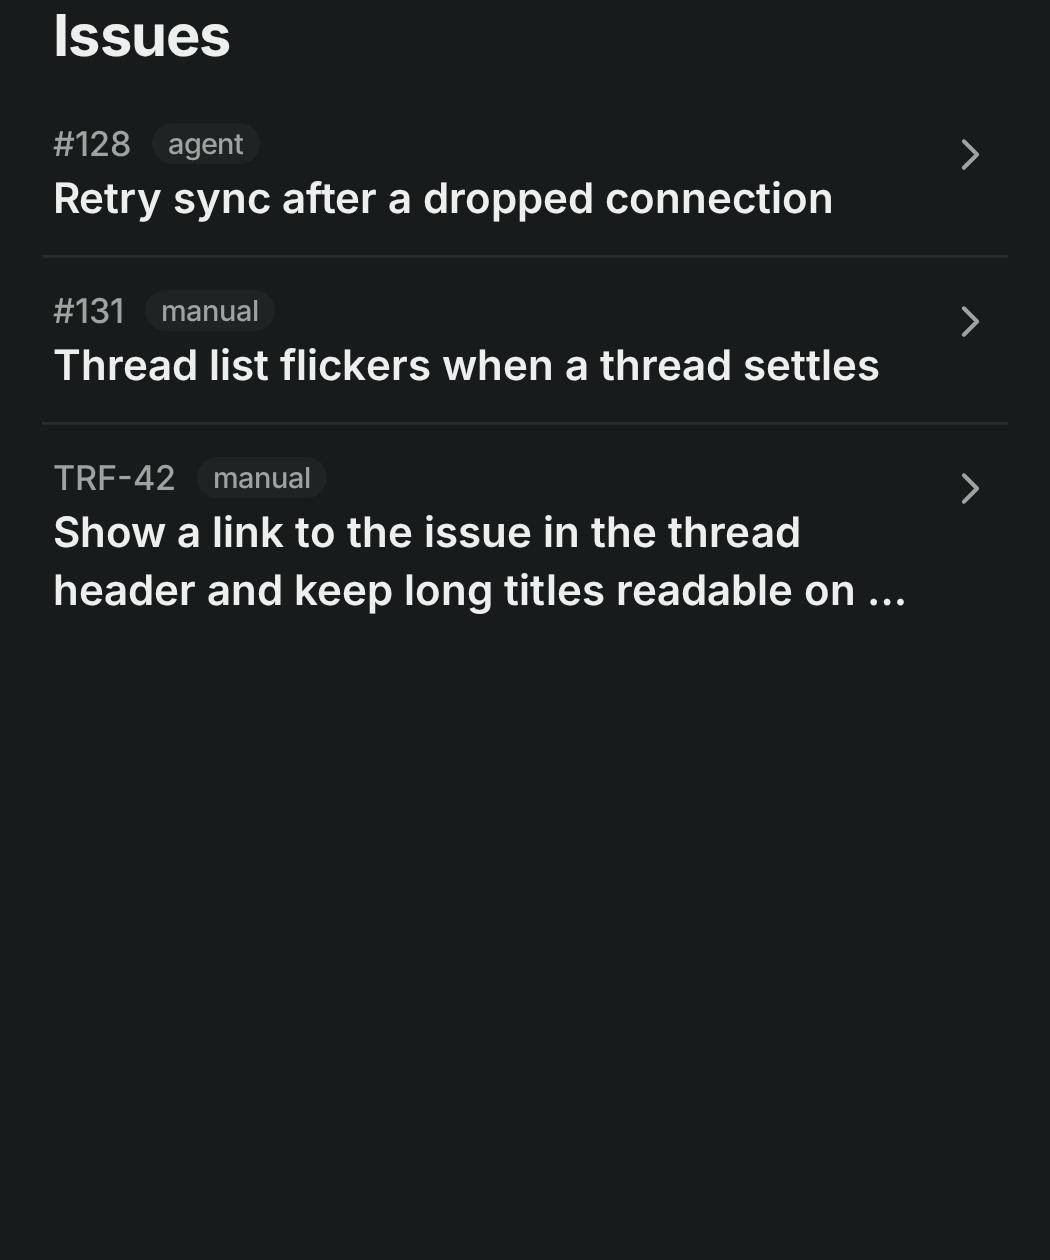 Issues
#128 agent
Retry sync after a dropped connection
#131 manual
Thread list flickers when a thread settles
TRF-42 manual
Show a link to the issue in the thread
header and keep long titles readable on ...